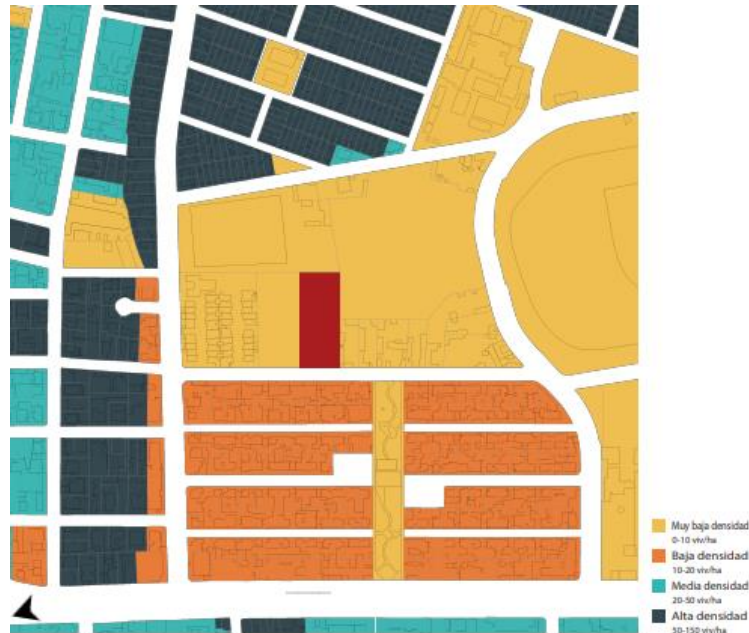 Muy baja densidad
0-10 viv/ha
Baja densidad
10-20 viv/ha
Media densidad
20-50 viv/ha
Alta densidad
50-150 viv/ha